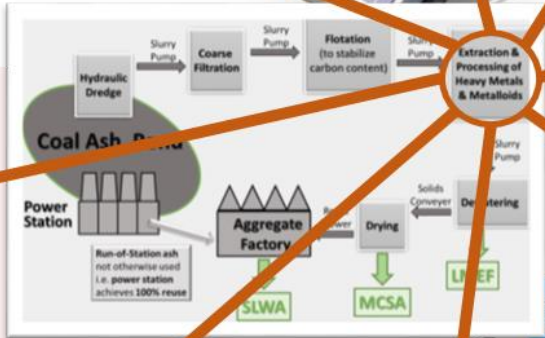 Slurry
Pump
Slurry
Pump
Slurry
Pump
Hydraulic
Dredge
Coarse
Filtration
Flotation
(to stabilize
carbon content)
Extraction &
Processing of
Heavy Metals
& Metalloids
Coal Ash
Slurry
Pump
Power
Station
Aggregate
Factory
Drying
Solids
Conveyer
Run-of-Station ash
not otherwise used
i.e. power station
achieves 100% reuse
SLWA
MCSA